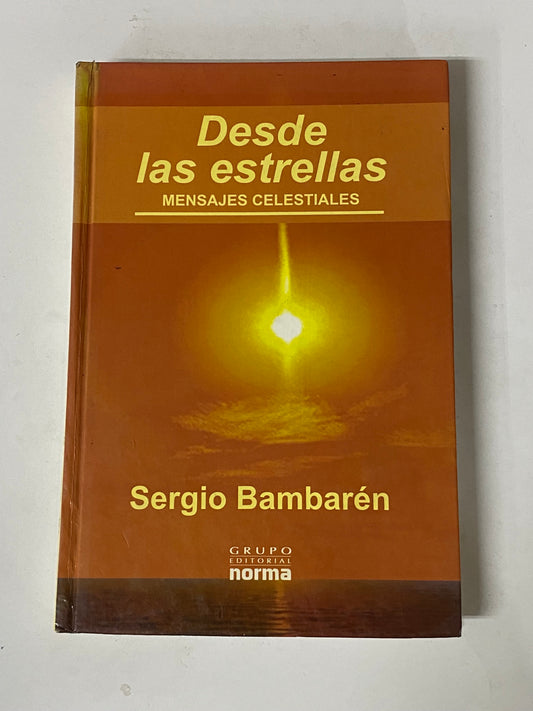 Desde
las estrellas
MENSAJES CELESTIALES
Sergio Bambarén
GRUPO
EDITORIAL
norma